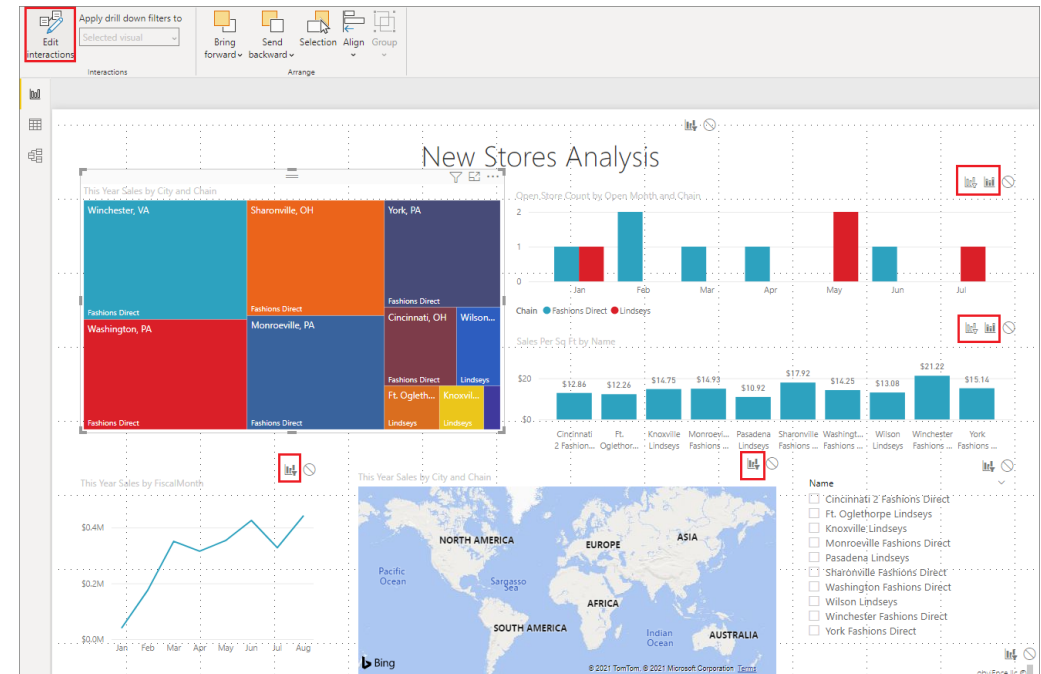 Edit interactions
Apply drill down filters to
Selected visual
Bring forward
Send backward
Selection
Align
Group
Interactions
Arrange
New Stores Analysis
This Year Sales by City and Chain
Winchester, VA
Fashions Direct
Sharonville, OH
Fashions Direct
York, PA
Fashions Direct
Washington, PA
Fashions Direct
Monroeville, PA
Fashions Direct
Cincinnati, OH
Fashions Direct
Wilson...
Lindseys
Ft. Ogleth...
Lindseys
Knoxvil...
Lindseys
Open Store Count by Open Month and Chain
2
1
0
Jan Feb Mar Apr May Jun Jul
Chain Fashions Direct Lindseys
Sales Per Sq Ft by Name
$20
$0
$12.86 $12.26 $14.75 $14.93 $10.92 $17.92 $14.25 $13.08 $21.22 $15.14
Cincinnati Ft. Knoxville Monroevi... Pasadena Sharonville Washingt... Wilson Winchester York
2 Fashion... Oglethor... Lindseys Fashions ... Lindseys Fashions ... Fashions ... Lindseys Fashions ... Fashions ...
This Year Sales by FiscalMonth
$0.4M
$0.2M
$0.0M
Jan Feb Mar Apr May Jun Jul Aug
This Year Sales by City and Chain
NORTH AMERICA
EUROPE
ASIA
Pacific
Ocean
Sargasso
Sea
AFRICA
SOUTH AMERICA
Indian
Ocean
AUSTRALIA
Bing
© 2021 TomTom, © 2021 Microsoft Corporation Terms
Name
Cincinnati 2 Fashions Direct
Ft. Oglethorpe Lindseys
Knoxville Lindseys
Monroeville Fashions Direct
Pasadena Lindseys
Sharonville Fashions Direct
Washington Fashions Direct
Wilson Lindseys
Winchester Fashions Direct
York Fashions Direct